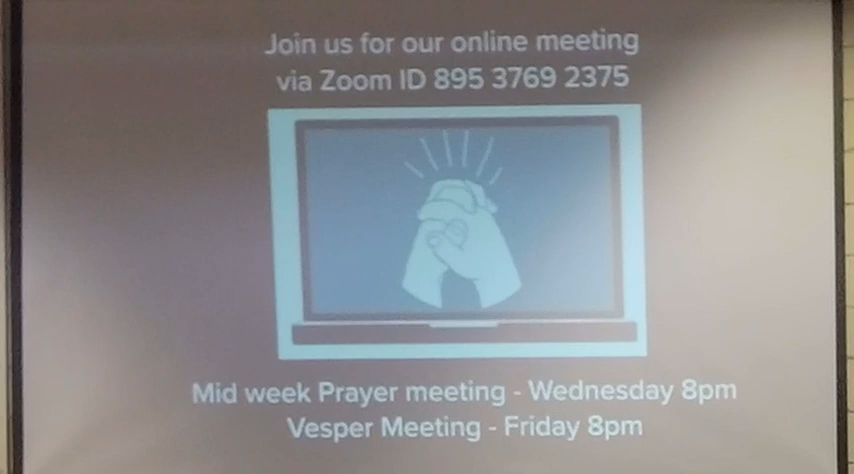 Join us for our online meeting
via Zoom ID 895 3769 2375
Mid week Prayer meeting - Wednesday 8pm
Vesper Meeting - Friday 8pm